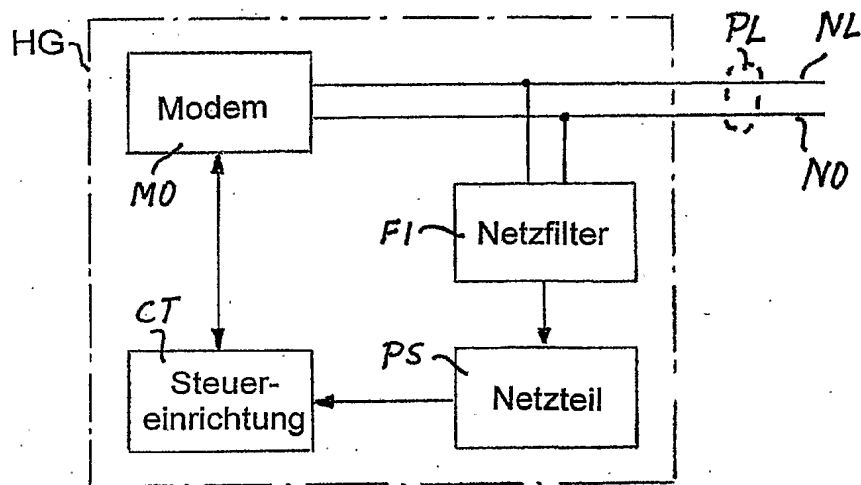 HG
PL
NL
Modem
MO
NO
FI
Netzfilter
CT
PS
Steuer-
einrichtung
Netzteil